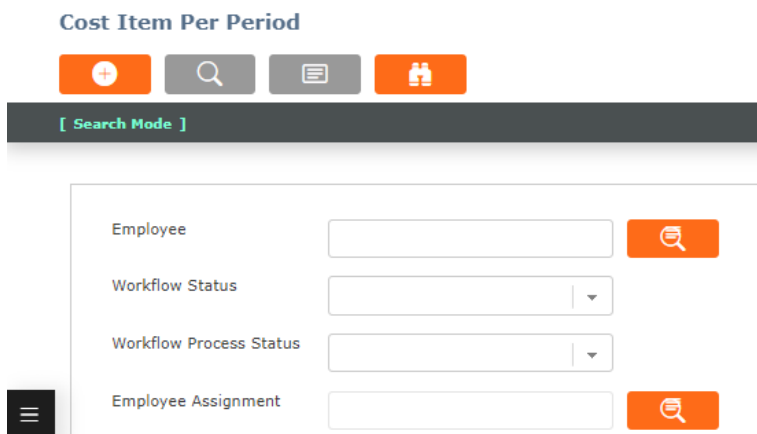 Cost Item Per Period
[ Search Mode ]
Employee
Workflow Status
Workflow Process Status
Employee Assignment